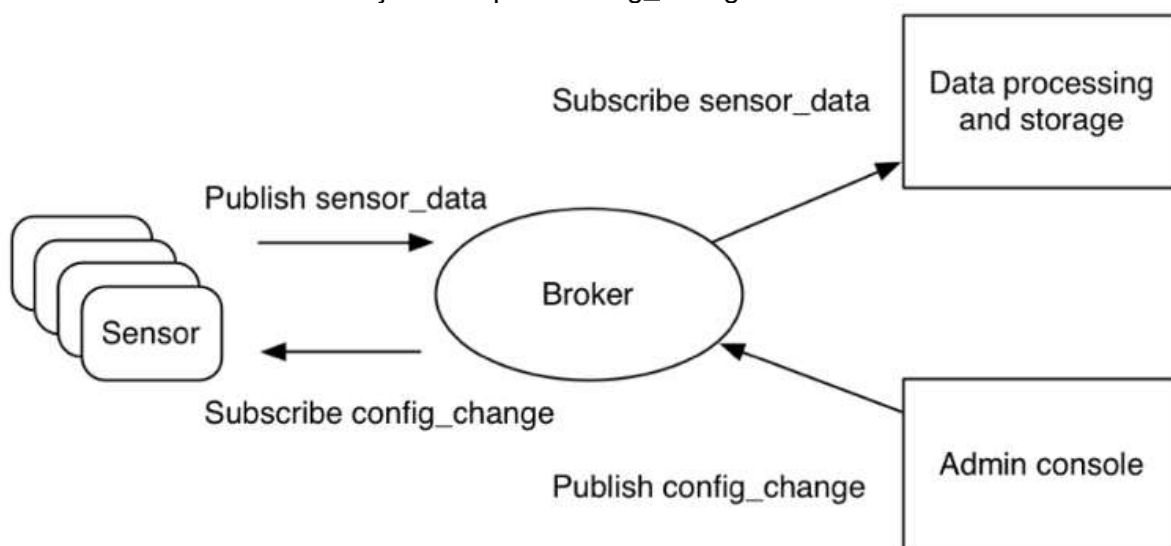 Data processing
and storage
Subscribe sensor_data
Publish sensor_data
Broker
Sensor
Subscribe config_change
Admin console
Publish config_change